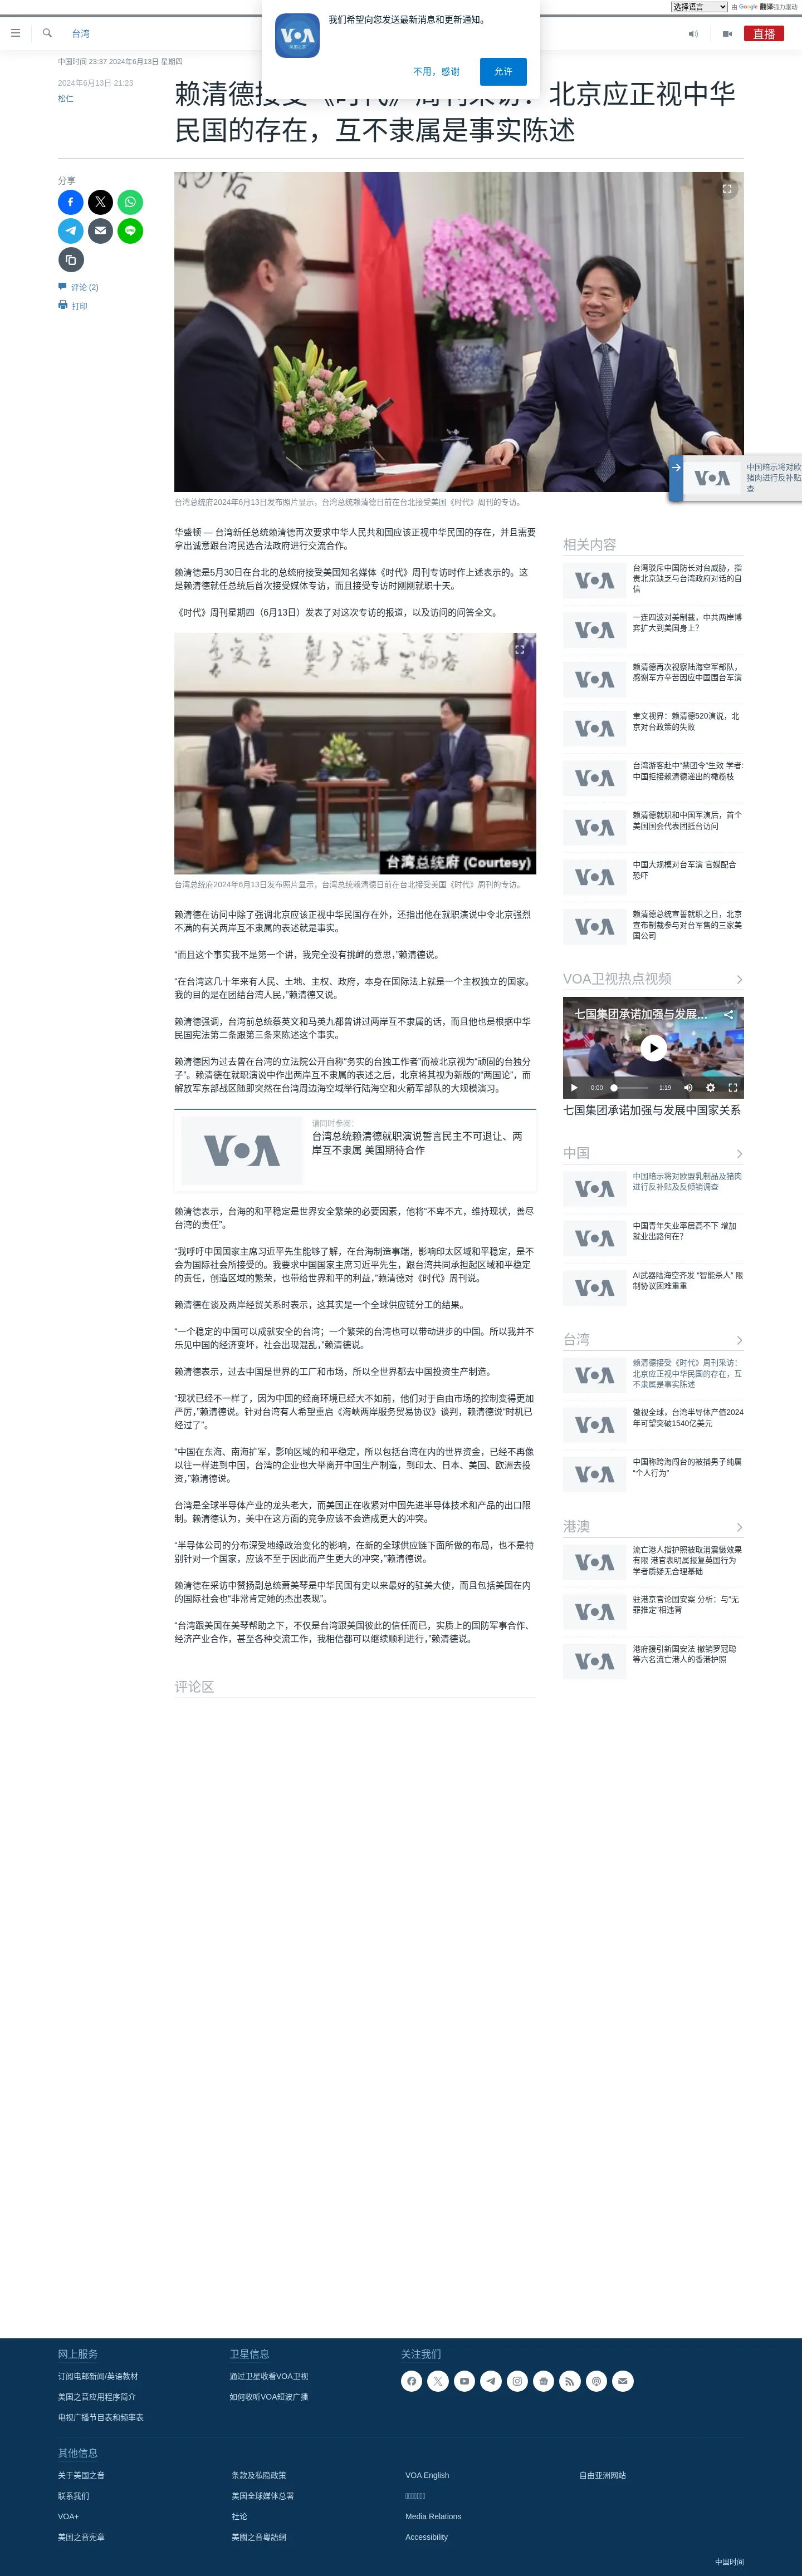 选择语言
由 Google 翻译强力驱动
我们希望向您发送最新消息和更新通知。
不用，感谢
允许
台湾
直播
中国时间 23:37 2024年6月13日 星期四
2024年6月13日 21:23
松仁
赖清德接受《时代》周刊采访：北京应正视中华
民国的存在，互不隶属是事实陈述
分享
评论 (2)
打印
台湾总统府2024年6月13日发布照片显示，台湾总统赖清德日前在台北接受美国《时代》周刊的专访。
中国暗示将对欧
猪肉进行反补贴
查
华盛顿 — 台湾新任总统赖清德再次要求中华人民共和国应该正视中华民国的存在，并且需要
拿出诚意跟台湾民选合法政府进行交流合作。
赖清德是5月30日在台北的总统府接受美国知名媒体《时代》周刊专访时作上述表示的。这
是赖清德就任总统后首次接受媒体专访，而且接受专访时刚刚就职十天。
《时代》周刊星期四（6月13日）发表了对这次专访的报道，以及访问的问答全文。
台湾总统府 (Courtesy)
台湾总统府2024年6月13日发布照片显示，台湾总统赖清德日前在台北接受美国《时代》周刊的专访。
赖清德在访问中除了强调北京应该正视中华民国存在外，还指出他在就职演说中令北京强烈
不满的有关两岸互不隶属的表述就是事实。
“而且这个事实我不是第一个讲，我完全没有挑衅的意思，”赖清德说。
“在台湾这几十年来有人民、土地、主权、政府，本身在国际法上就是一个主权独立的国家。
我的目的是在团结台湾人民，”赖清德又说。
赖清德强调，台湾前总统蔡英文和马英九都曾讲过两岸互不隶属的话，而且他也是根据中华
民国宪法第二条跟第三条来陈述这个事实。
赖清德因为过去曾在台湾的立法院公开自称“务实的台独工作者”而被北京视为“顽固的台独分
子”。赖清德在就职演说中作出两岸互不隶属的表述之后，北京将其视为新版的“两国论”，而
解放军东部战区随即突然在台湾周边海空域举行陆海空和火箭军部队的大规模演习。
请同时参阅：
台湾总统赖清德就职演说誓言民主不可退让、两
岸互不隶属 美国期待合作
赖清德表示，台海的和平稳定是世界安全繁荣的必要因素，他将“不卑不亢，维持现状，善尽
台湾的责任”。
“我呼吁中国国家主席习近平先生能够了解，在台海制造事端，影响印太区域和平稳定，是不
会为国际社会所接受的。我要求中国国家主席习近平先生，跟台湾共同承担起区域和平稳定
的责任，创造区域的繁荣，也带给世界和平的利益，”赖清德对《时代》周刊说。
赖清德在谈及两岸经贸关系时表示，这其实是一个全球供应链分工的结果。
“一个稳定的中国可以成就安全的台湾；一个繁荣的台湾也可以带动进步的中国。所以我并不
乐见中国的经济变坏，社会出现混乱，”赖清德说。
赖清德表示，过去中国是世界的工厂和市场，所以全世界都去中国投资生产制造。
“现状已经不一样了，因为中国的经商环境已经大不如前，他们对于自由市场的控制变得更加
严厉，”赖清德说。针对台湾有人希望重启《海峡两岸服务贸易协议》谈判，赖清德说“时机已
经过了”。
“中国在东海、南海扩军，影响区域的和平稳定，所以包括台湾在内的世界资金，已经不再像
以往一样进到中国，台湾的企业也大举离开中国生产制造，到印太、日本、美国、欧洲去投
资，”赖清德说。
台湾是全球半导体产业的龙头老大，而美国正在收紧对中国先进半导体技术和产品的出口限
制。赖清德认为，美中在这方面的竞争应该不会造成更大的冲突。
“半导体公司的分布深受地缘政治变化的影响，在新的全球供应链下面所做的布局，也不是特
别针对一个国家，应该不至于因此而产生更大的冲突，”赖清德说。
赖清德在采访中赞扬副总统萧美琴是中华民国有史以来最好的驻美大使，而且包括美国在内
的国际社会也“非常肯定她的杰出表现”。
“台湾跟美国在美琴帮助之下，不仅是台湾跟美国彼此的信任而已，实质上的国防军事合作、
经济产业合作，甚至各种交流工作，我相信都可以继续顺利进行，”赖清德说。
评论区
相关内容
台湾驳斥中国防长对台威胁，指
责北京缺乏与台湾政府对话的自
信
一连四波对美制裁，中共两岸博
弈扩大到美国身上？
赖清德再次视察陆海空军部队，
感谢军方辛苦因应中国围台军演
聿文视界：赖清德520演说，北
京对台政策的失败
台湾游客赴中“禁团令”生效 学者:
中国拒接赖清德递出的橄榄枝
赖清德就职和中国军演后，首个
美国国会代表团抵台访问
中国大规模对台军演 官媒配合
恐吓
赖清德总统宣誓就职之日，北京
宣布制裁参与对台军售的三家美
国公司
VOA卫视热点视频
七国集团承诺加强与发展...
0:00
1:19
七国集团承诺加强与发展中国家关系
中国
中国暗示将对欧盟乳制品及猪肉
进行反补贴及反倾销调查
中国青年失业率居高不下 增加
就业出路何在？
AI武器陆海空齐发 “智能杀人” 限
制协议困难重重
台湾
赖清德接受《时代》周刊采访：
北京应正视中华民国的存在，互
不隶属是事实陈述
傲视全球，台湾半导体产值2024
年可望突破1540亿美元
中国称跨海闯台的被捕男子纯属
“个人行为”
港澳
流亡港人指护照被取消震慑效果
有限 港官表明属报复英国行为
学者质疑无合理基础
驻港京官论国安案 分析：与“无
罪推定”相违背
港府援引新国安法 撤销罗冠聪
等六名流亡港人的香港护照
网上服务
订阅电邮新闻/英语教材
美国之音应用程序简介
电视广播节目表和频率表
卫星信息
通过卫星收看VOA卫视
如何收听VOA短波广播
关注我们
其他信息
关于美国之音
联系我们
VOA+
美国之音宪章
条款及私隐政策
美国全球媒体总署
社论
美國之音粵語網
VOA English
Media Relations
Accessibility
自由亚洲网站
中国时间